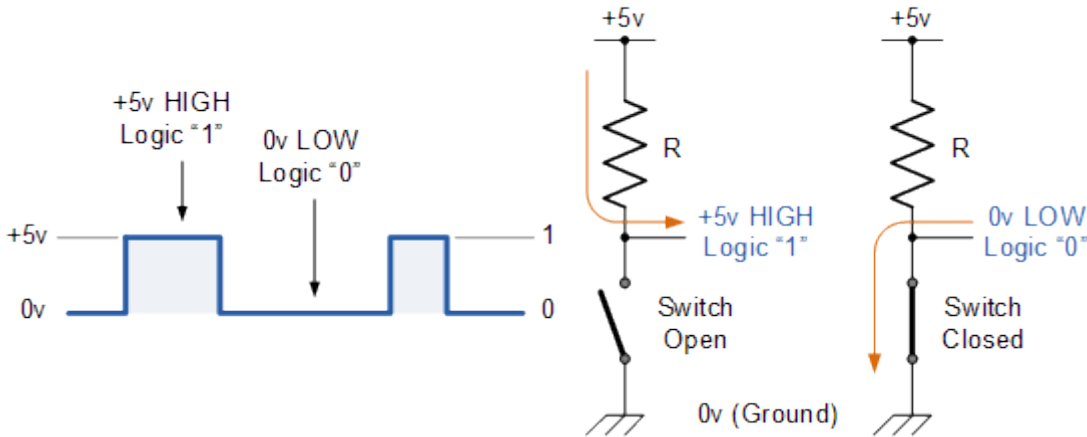 +5v HIGH
Logic “1”
0v LOW
Logic “0”
+5v
1
0v
0
+5v
R
+5v HIGH
Logic “1”
Switch
Open
0v (Ground)
+5v
R
0v LOW
Logic “0”
Switch
Closed